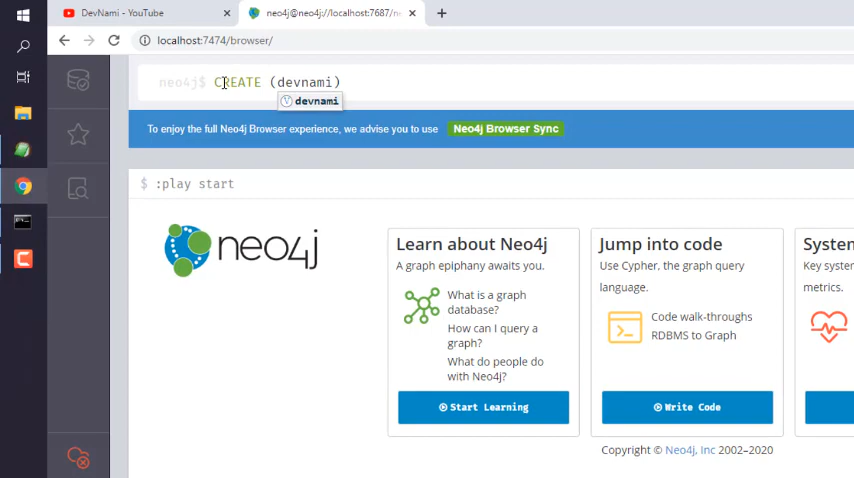 DevNami - YouTube
neo4j@neo4j://localhost:7687/ne
localhost:7474/browser/
neo4j$ CREATE (devnami)
V devnami
To enjoy the full Neo4j Browser experience, we advise you to use Neo4j Browser Sync
$ :play start
neo4j
Learn about Neo4j
A graph epiphany awaits you.
What is a graph
database?
How can I query a
graph?
What do people do
with Neo4j?
Start Learning
Jump into code
Use Cypher, the graph query
language.
Code walk-throughs
RDBMS to Graph
Write Code
System
Key system
metrics.
Copyright © Neo4j, Inc 2002–2020